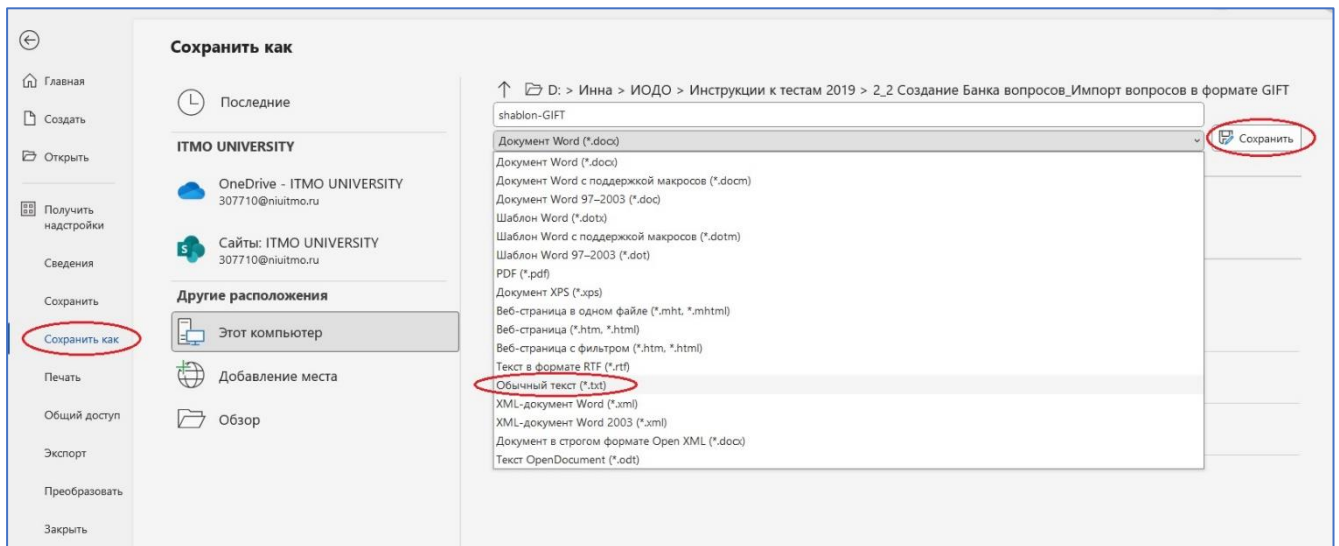 Сохранить как
Главная
Создать
Открыть
Получить
надстройки
Сведения
Сохранить
Сохранить как
Печать
Общий доступ
Экспорт
Преобразовать
Закрыть
Последние
ITMO UNIVERSITY
OneDrive - ITMO UNIVERSITY
307710@niuitmo.ru
Сайты: ITMO UNIVERSITY
307710@niuitmo.ru
Другие расположения
Этот компьютер
Добавление места
Обзор
D: > Инна > ИОДО > Инструкции к тестам 2019 > 2_2 Создание Банка вопросов_Импорт вопросов в формате GIFT
shablon-GIFT
Документ Word (*.docx)
Сохранить
Документ Word (*.docx)
Документ Word с поддержкой макросов (*.docm)
Документ Word 97–2003 (*.doc)
Шаблон Word (*.dotx)
Шаблон Word с поддержкой макросов (*.dotm)
Шаблон Word 97–2003 (*.dot)
PDF (*.pdf)
Документ XPS (*.xps)
Веб-страница в одном файле (*.mht, *.mhtml)
Веб-страница (*.htm, *.html)
Веб-страница с фильтром (*.htm, *.html)
Текст в формате RTF (*.rtf)
Обычный текст (*.txt)
XML-документ Word (*.xml)
XML-документ Word 2003 (*.xml)
Документ в строгом формате Open XML (*.docx)
Текст OpenDocument (*.odt)